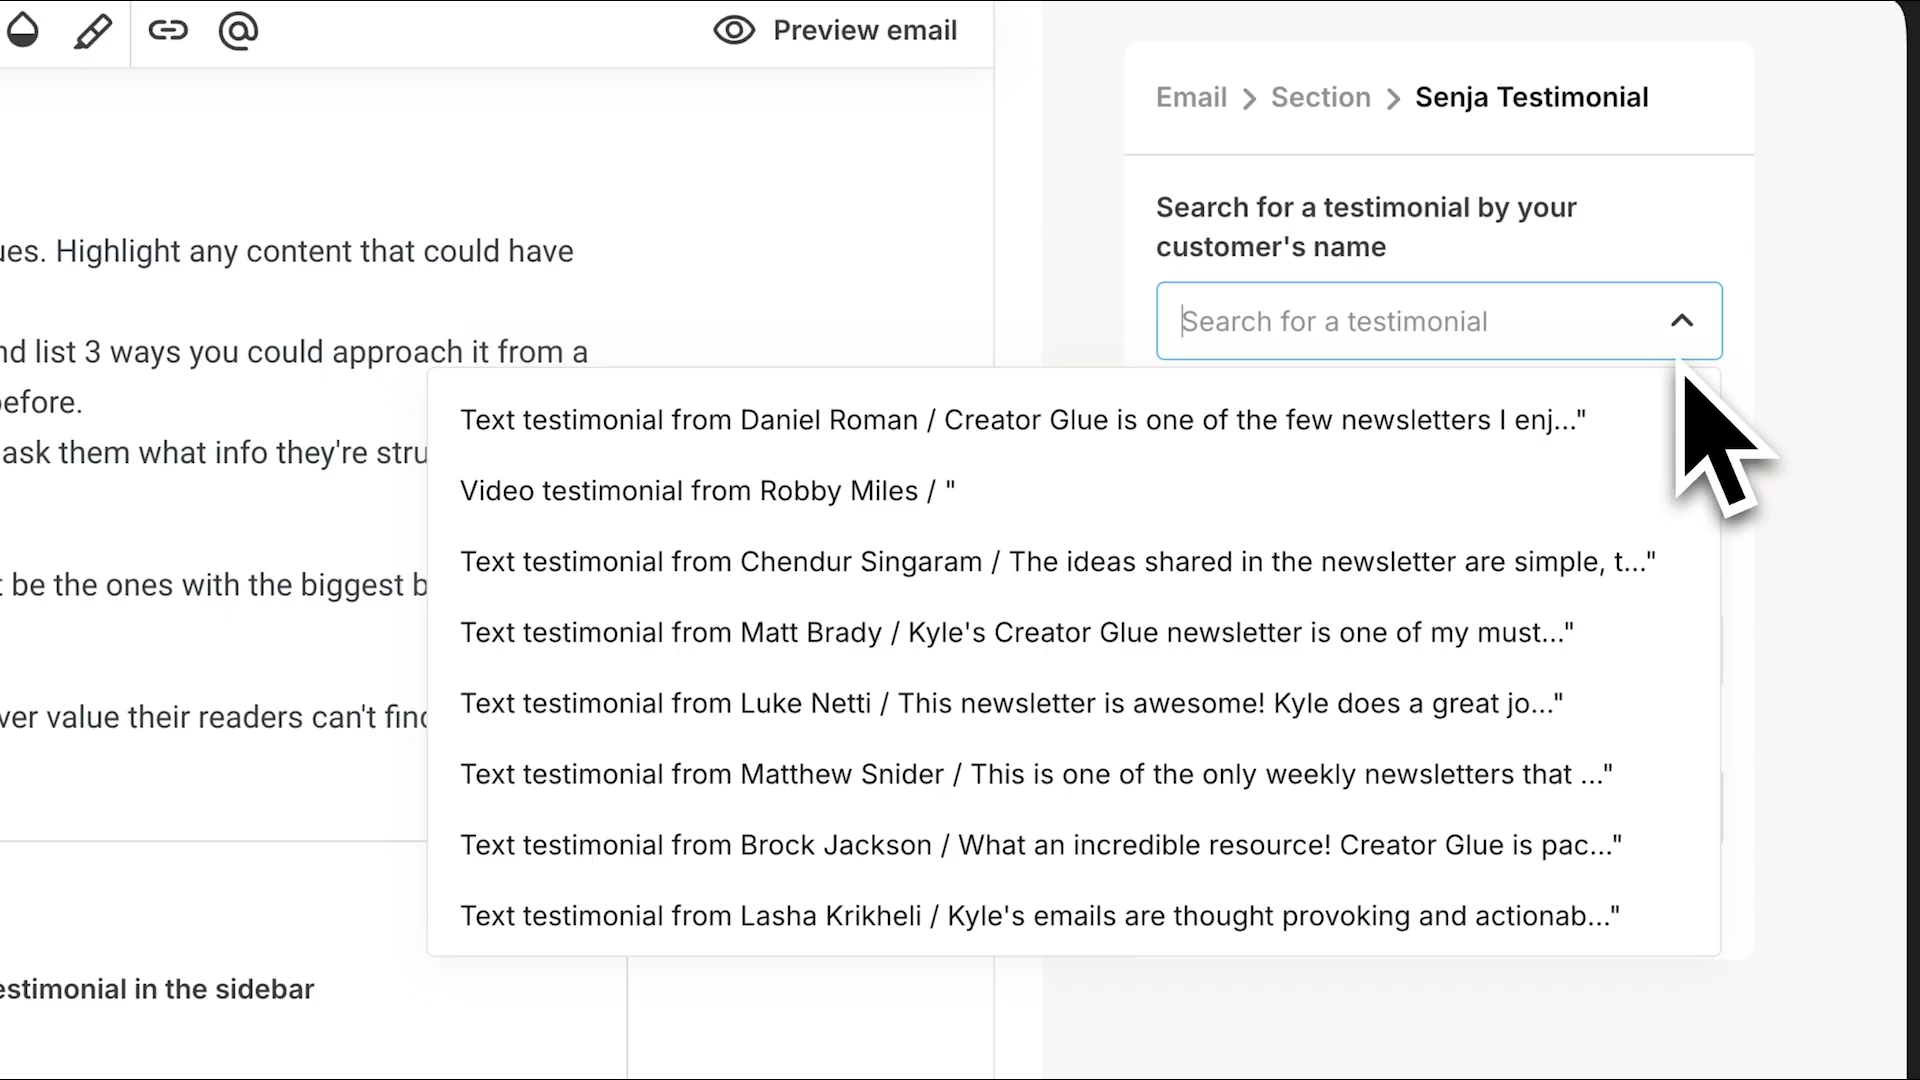 Preview email
Email > Section > Senja Testimonial
Search for a testimonial by your
customer's name
Search for a testimonial
Highlight any content that could have
list 3 ways you could approach it from a
ask them what info they're
Text testimonial from Daniel Roman / Creator Glue is one of the few newsletters I enj..."
Video testimonial from Robby Miles / "
Text testimonial from Chendur Singaram / The ideas shared in the newsletter are simple, t..."
Text testimonial from Matt Brady / Kyle's Creator Glue newsletter is one of my must..."
Text testimonial from Luke Netti / This newsletter is awesome! Kyle does a great jo..."
Text testimonial from Matthew Snider / This is one of the only weekly newsletters that ..."
Text testimonial from Brock Jackson / What an incredible resource! Creator Glue is pac..."
Text testimonial from Lasha Krikheli / Kyle's emails are thought provoking and actionab..."
be the ones with the biggest
value their readers can't
in the sidebar